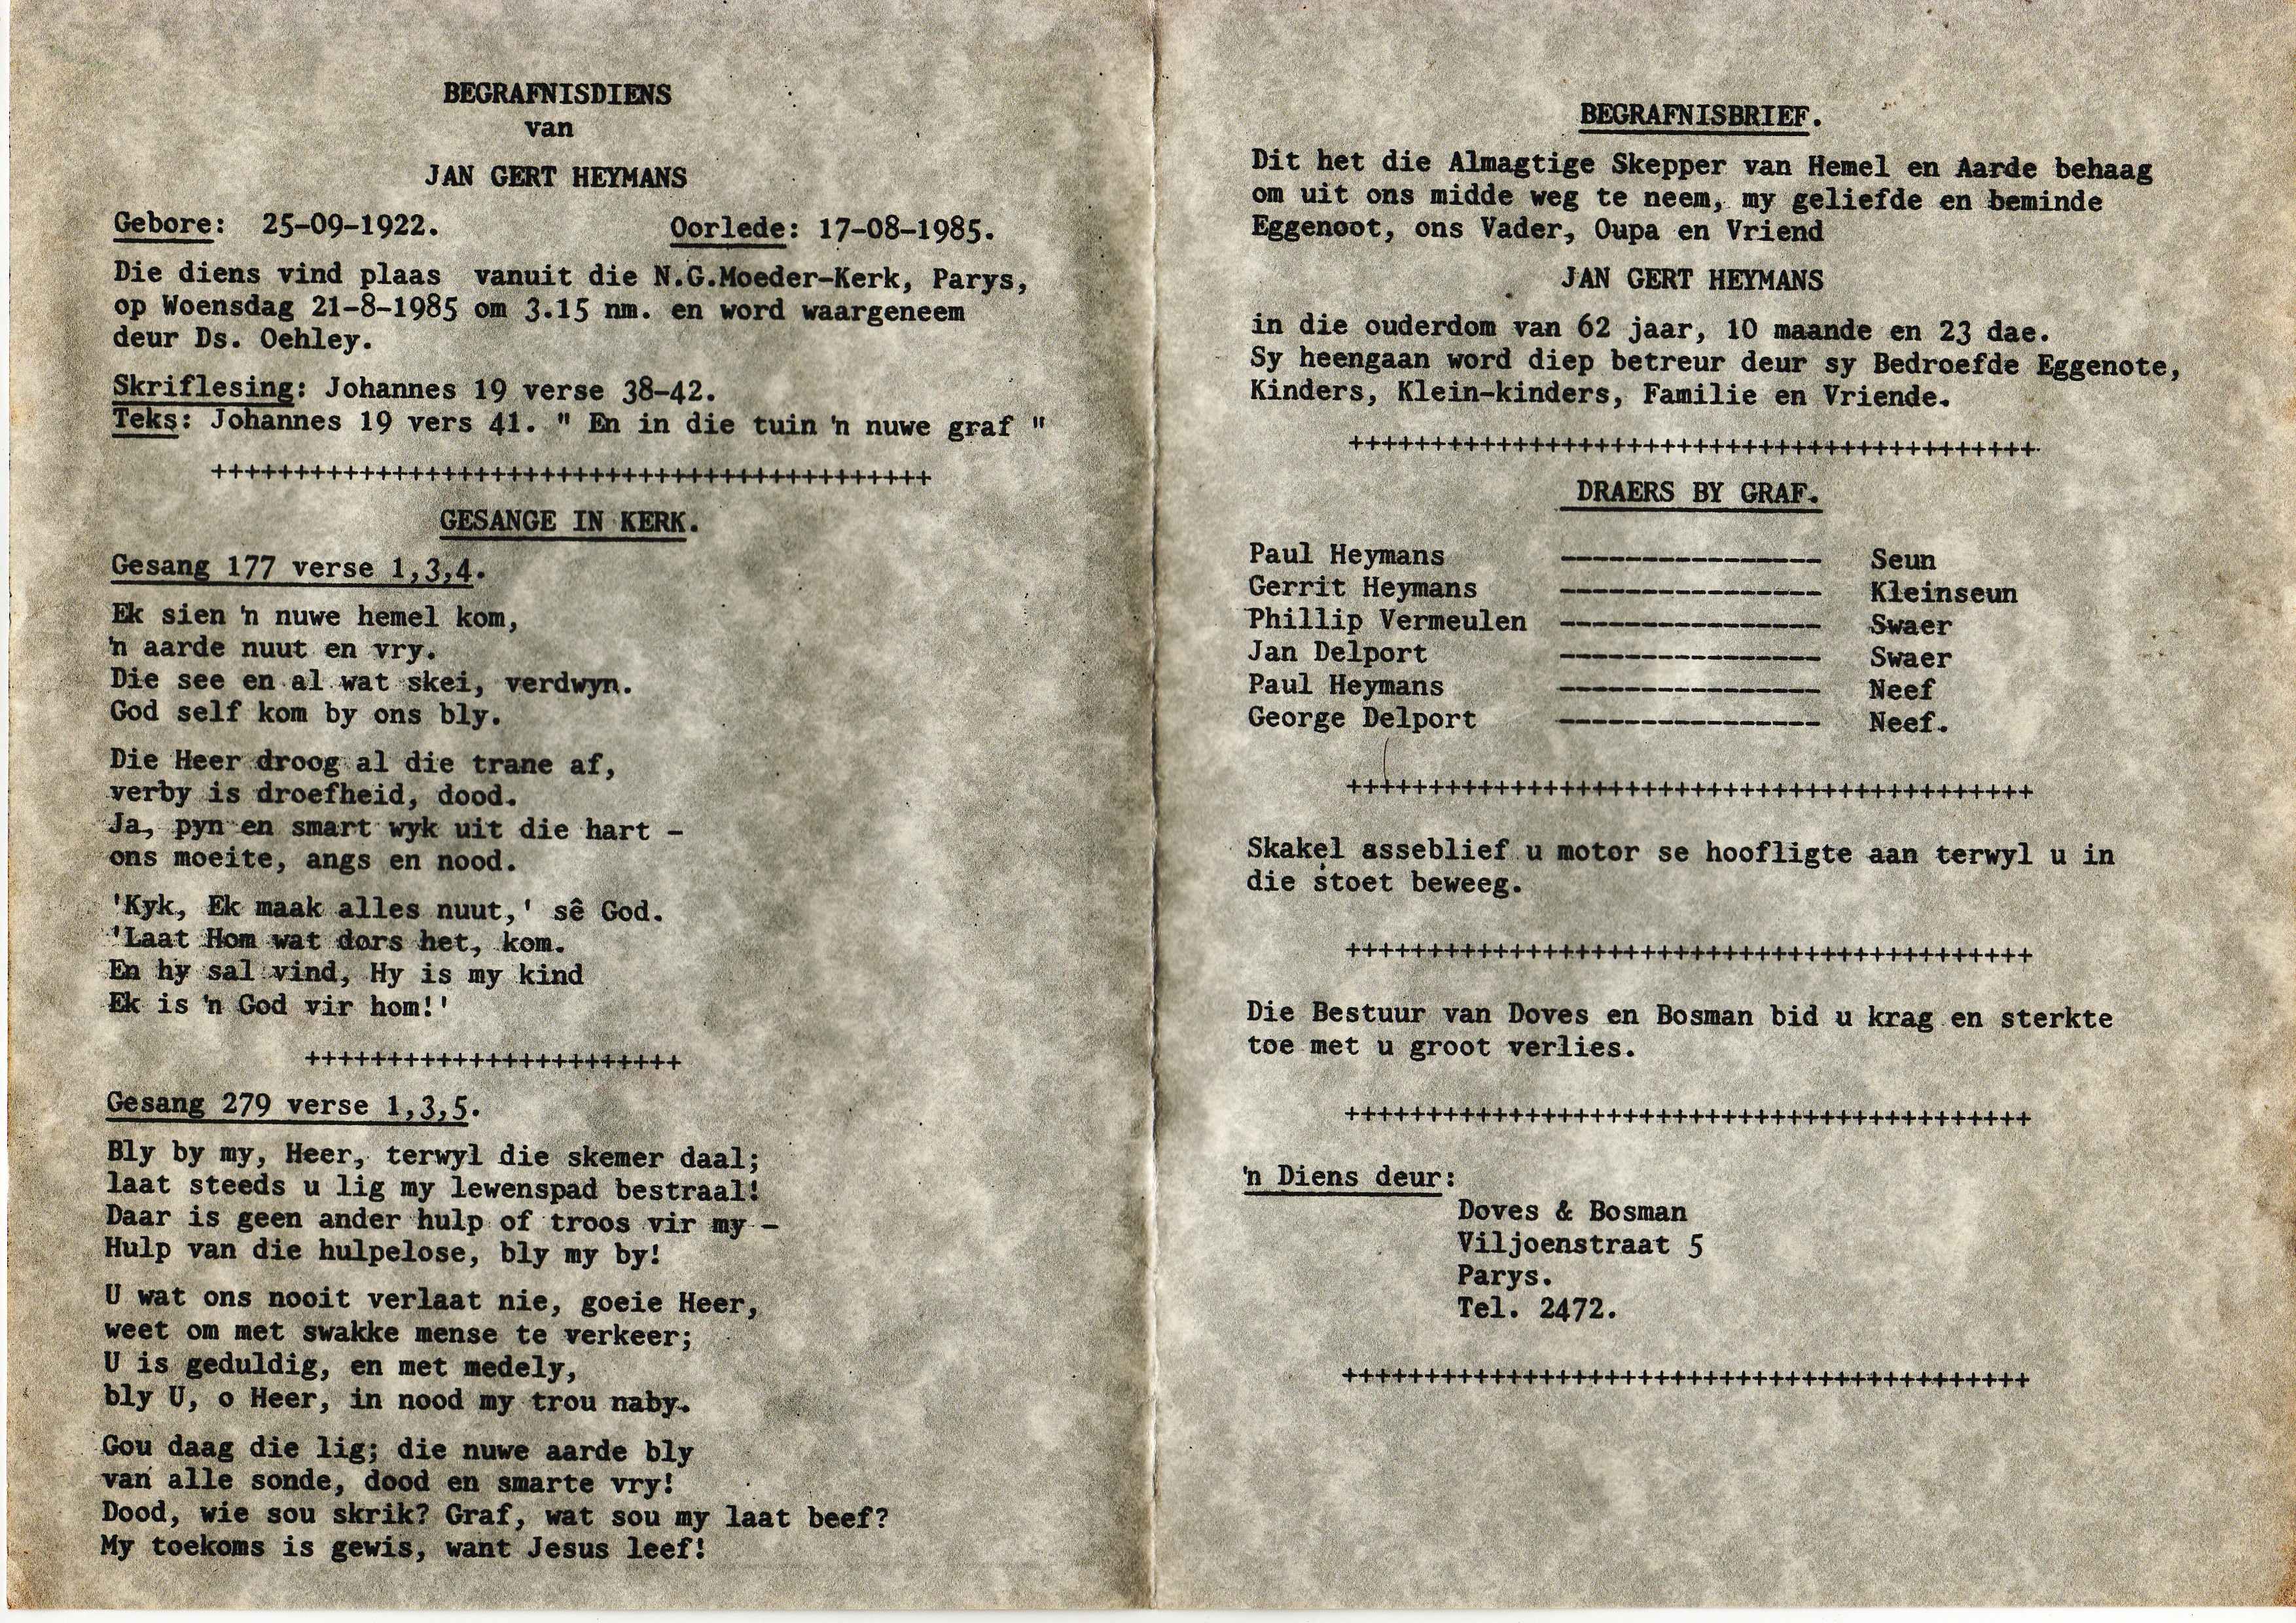 BEGRAFNISDIENS
van
JAN GERT HEYMANS
Gebore: 25-09-1922. Oorlede: 17-08-1985.
Die diens vind plaas vanuit die N.G.Moeder-Kerk, Parys,
op Woensdag 21-8-1985 om 3.15 nm. en word waargeneem
deur Ds. Oehley.
Skriflesing: Johannes 19 verse 38-42.
Teks: Johannes 19 vers 41. " En in die tuin 'n nuwe graf "
++++++++++++++++++++++++++++++++++++++++++++
GESANGE IN KERK.
Gesang 177 verse 1,3,4.
Ek sien 'n nuwe hemel kom,
'n aarde nuut en vry.
Die see en al wat skei, verdwyn.
God self kom by ons bly.
Die Heer droog al die trane af,
verby is droefheid, dood.
Ja, pyn en smart wyk uit die hart -
ons moeite, angs en nood.
'Kyk, Ek maak alles nuut,' sê God.
'Laat Hom wat dors het, kom.
En hy sal vind, Hy is my kind
Ek is 'n God vir hom!'
+++++++++++++++++++++++
Gesang 279 verse 1,3,5.
Bly by my, Heer, terwyl die skemer daal;
laat steeds u lig my lewenspad bestraal!
Daar is geen ander hulp of troos vir my -
Hulp van die hulpelose, bly my by!
U wat ons nooit verlaat nie, goeie Heer,
weet om met swakke mense te verkeer;
U is geduldig, en met medely,
bly U, o Heer, in nood my trou naby.
Gou daag die lig; die nuwe aarde bly
van alle sonde, dood en smarte vry!
Dood, wie sou skrik? Graf, wat sou my laat beef?
My toekoms is gewis, want Jesus leef!
BEGRAFNISBRIEF.
Dit het die Almagtige Skepper van Hemel en Aarde behaag
om uit ons midde weg te neem, my geliefde en beminde
Eggenoot, ons Vader, Oupa en Vriend
JAN GERT HEYMANS
in die ouderdom van 62 jaar, 10 maande en 23 dae.
Sy heengaan word diep betreur deur sy Bedroefde Eggenote,
Kinders, Klein-kinders, Familie en Vriende.
++++++++++++++++++++++++++++++++++++++++++
DRAERS BY GRAF.
Paul Heymans ---------------- Seun
Gerrit Heymans ---------------- Kleinseun
Phillip Vermeulen ---------------- Swaer
Jan Delport ---------------- Swaer
Paul Heymans ---------------- Neef
George Delport ---------------- Neef.
++++++++++++++++++++++++++++++++++++++++++
Skakel asseblief u motor se hoofligte aan terwyl u in
die stoet beweeg.
++++++++++++++++++++++++++++++++++++++++++
Die Bestuur van Doves en Bosman bid u krag en sterkte
toe met u groot verlies.
++++++++++++++++++++++++++++++++++++++++++
'n Diens deur:
Doves & Bosman
Viljoenstraat 5
Parys.
Tel. 2472.
++++++++++++++++++++++++++++++++++++++++++